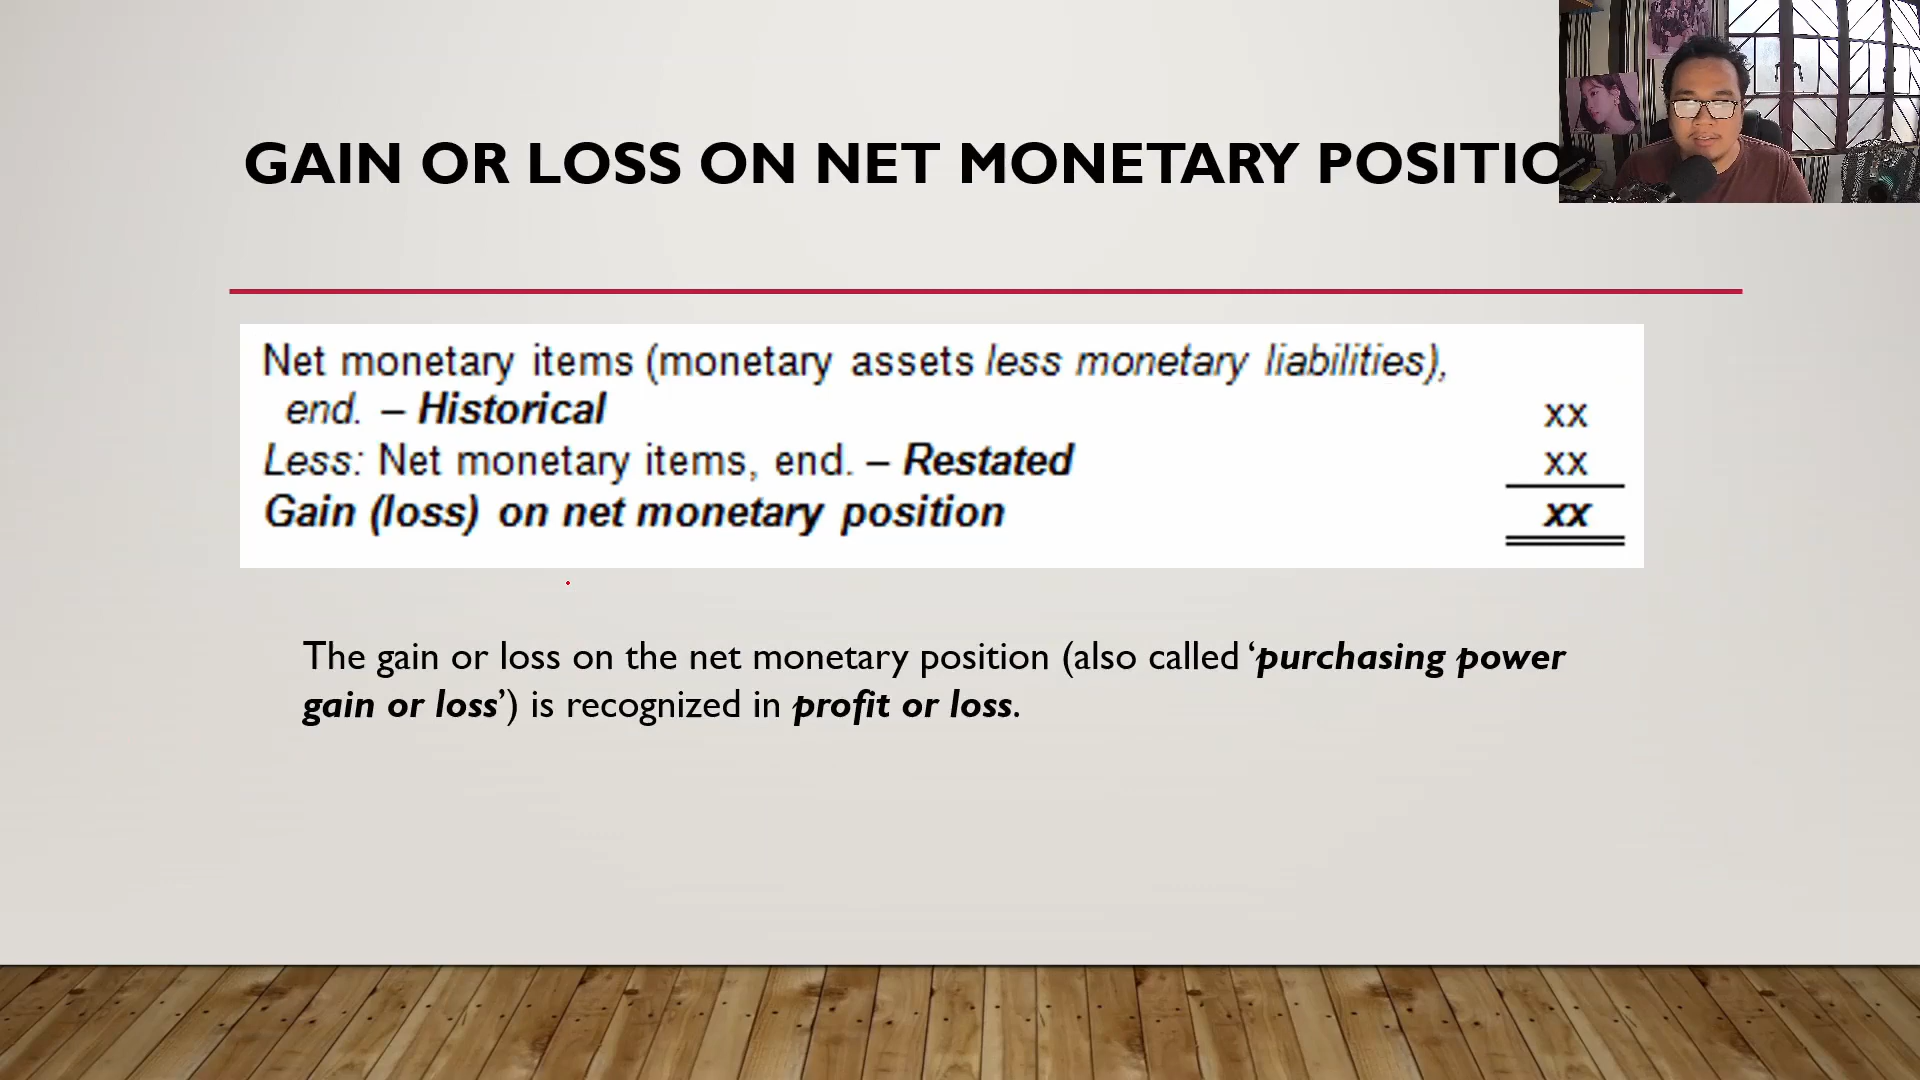 GAIN OR LOSS ON NET MONETARY POSITIO
Net monetary items (monetary assets less monetary liabilities),
end. – Historical xx
Less: Net monetary items, end. – Restated xx
Gain (loss) on net monetary position xx
The gain or loss on the net monetary position (also called ‘purchasing power
gain or loss’) is recognized in profit or loss.